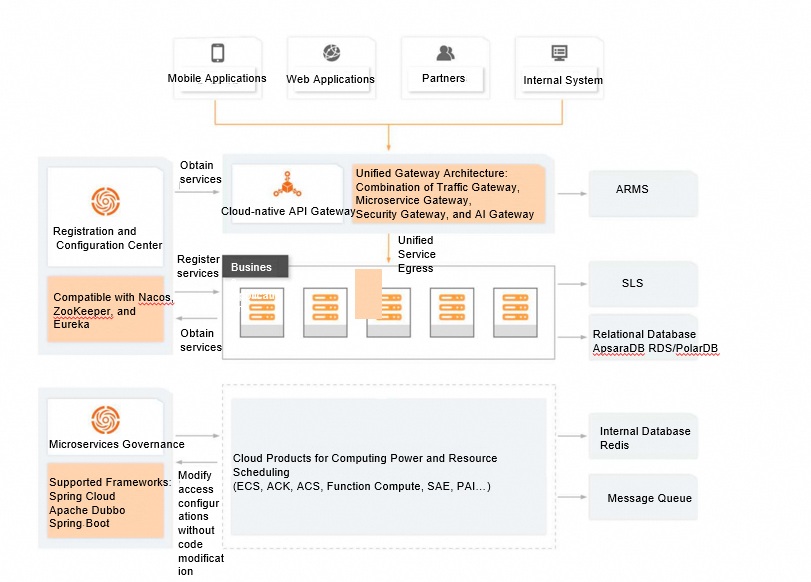 Mobile Applications
Web Applications
Partners
Internal System
Obtain
services
Cloud-native API Gateway
Unified Gateway Architecture:
Combination of Traffic Gateway,
Microservice Gateway,
Security Gateway, and AI Gateway
ARMS
Registration and
Configuration Center
Unified
Service
Egress
Register
services
Busines
Compatible with Nacos,
ZooKeeper, and
Eureka
Obtain
services
SLS
Relational Database
ApsaraDB RDS/PolarDB
Microservices Governance
Supported Frameworks:
Spring Cloud
Apache Dubbo
Spring Boot
Modify
access
configur
ations
without
code
modificat
ion
Cloud Products for Computing Power and Resource
Scheduling
(ECS, ACK, ACS, Function Compute, SAE, PAI...)
Internal Database
Redis
Message Queue